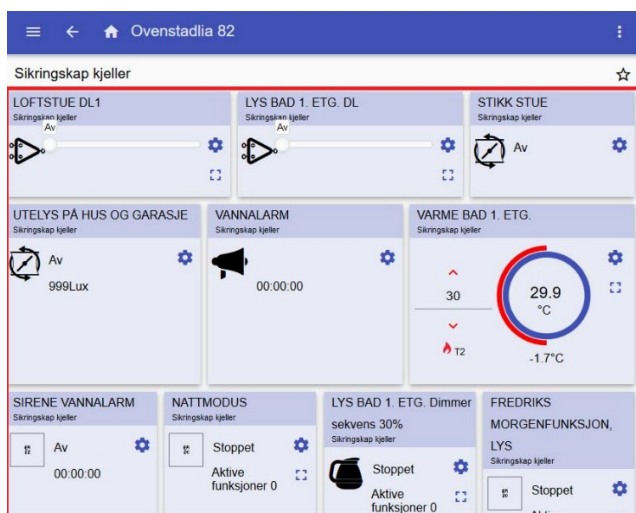 Ovenstadlia 82
Sikringskap kjeller
LOFTSTUE DL1
Sikringskap kjeller
Av
LYS BAD 1. ETG. DL
Sikringskap kjeller
Av
STIKK STUE
Sikringskap kjeller
Av
UTELYS PÅ HUS OG GARASJE
Sikringskap kjeller
Av
999Lux
VANNALARM
Sikringskap kjeller
00:00:00
VARME BAD 1. ETG.
Sikringskap kjeller
30
T2
29.9
°C
-1.7°C
SIRENE VANNALARM
Sikringskap kjeller
Av
00:00:00
NATTMODUS
Sikringskap kjeller
Stoppet
Aktive
funksjoner 0
LYS BAD 1. ETG. Dimmer
sekvens 30%
Sikringskap kjeller
Stoppet
Aktive
funksjoner 0
FREDRIKS
MORGENFUNKSJON,
LYS
Sikringskap kjeller
Stoppet